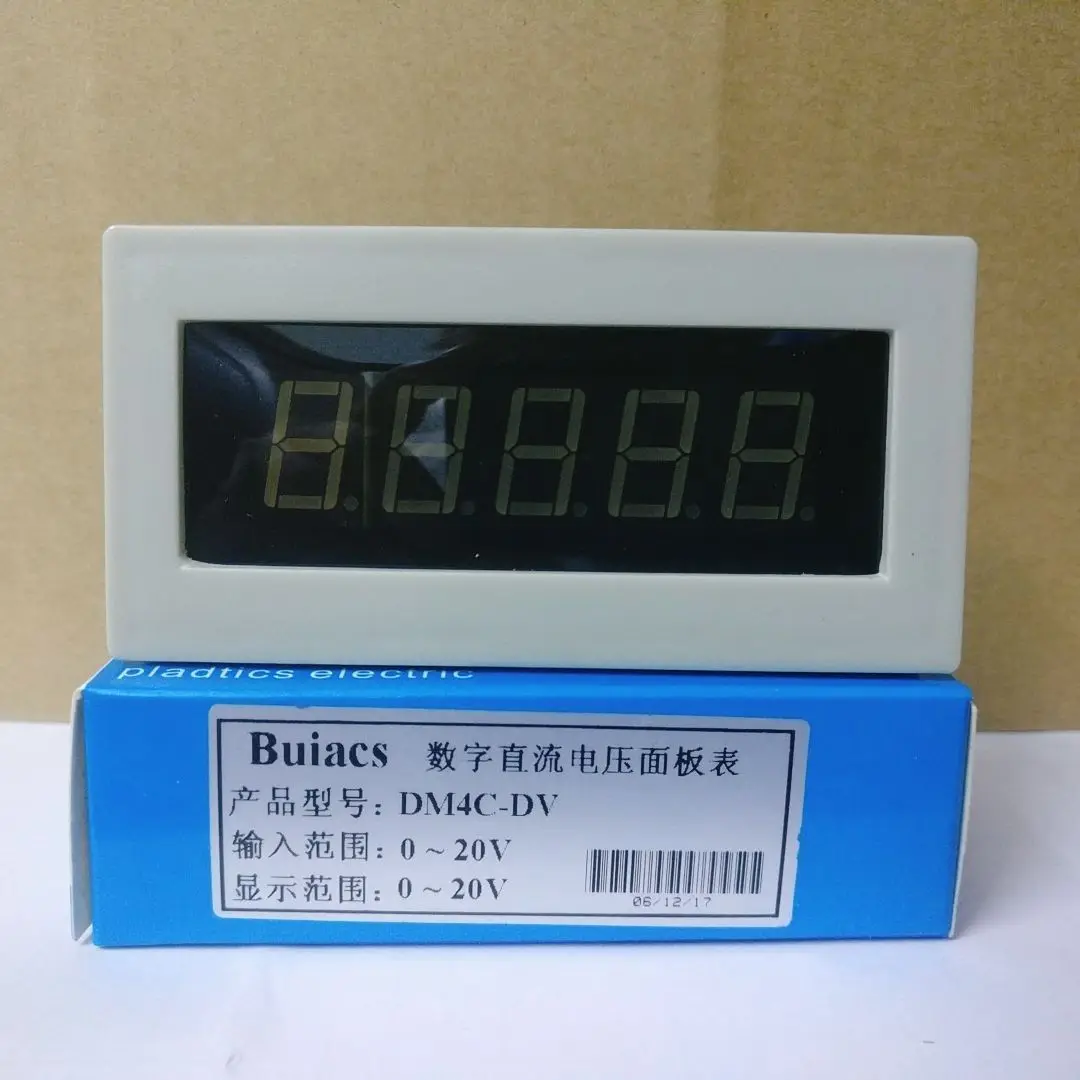 pladtics electric
Buiacs 数字直流电压面板表
产品型号: DM4C-DV
输入范围: 0 ~ 20V
显示范围: 0 ~ 20V
06/12/17